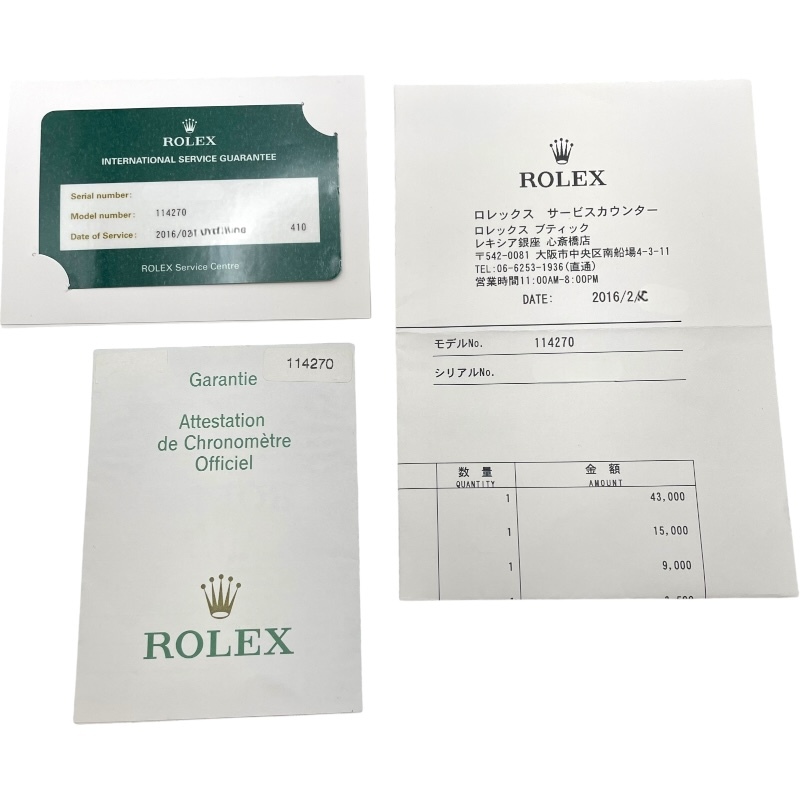 ROLEX
INTERNATIONAL SERVICE GUARANTEE
Serial number:
Model number: 114270
Date of Service: 2016/02 410
ROLEX Service Centre
114270
Garantie
Attestation
de Chronomètre
Officiel
ROLEX
ROLEX
ロレックス サービスカウンター
ロレックス ブティック
レキシア銀座 心斎橋店
〒542-0081 大阪市中央区南船場4-3-11
TEL:06-6253-1936(直通)
営業時間11:00AM-8:00PM
DATE: 2016/2/
モデルNo. 114270
シリアルNo.
数 量 金 額
QUANTITY AMOUNT
1 43,000
1 15,000
1 9,000